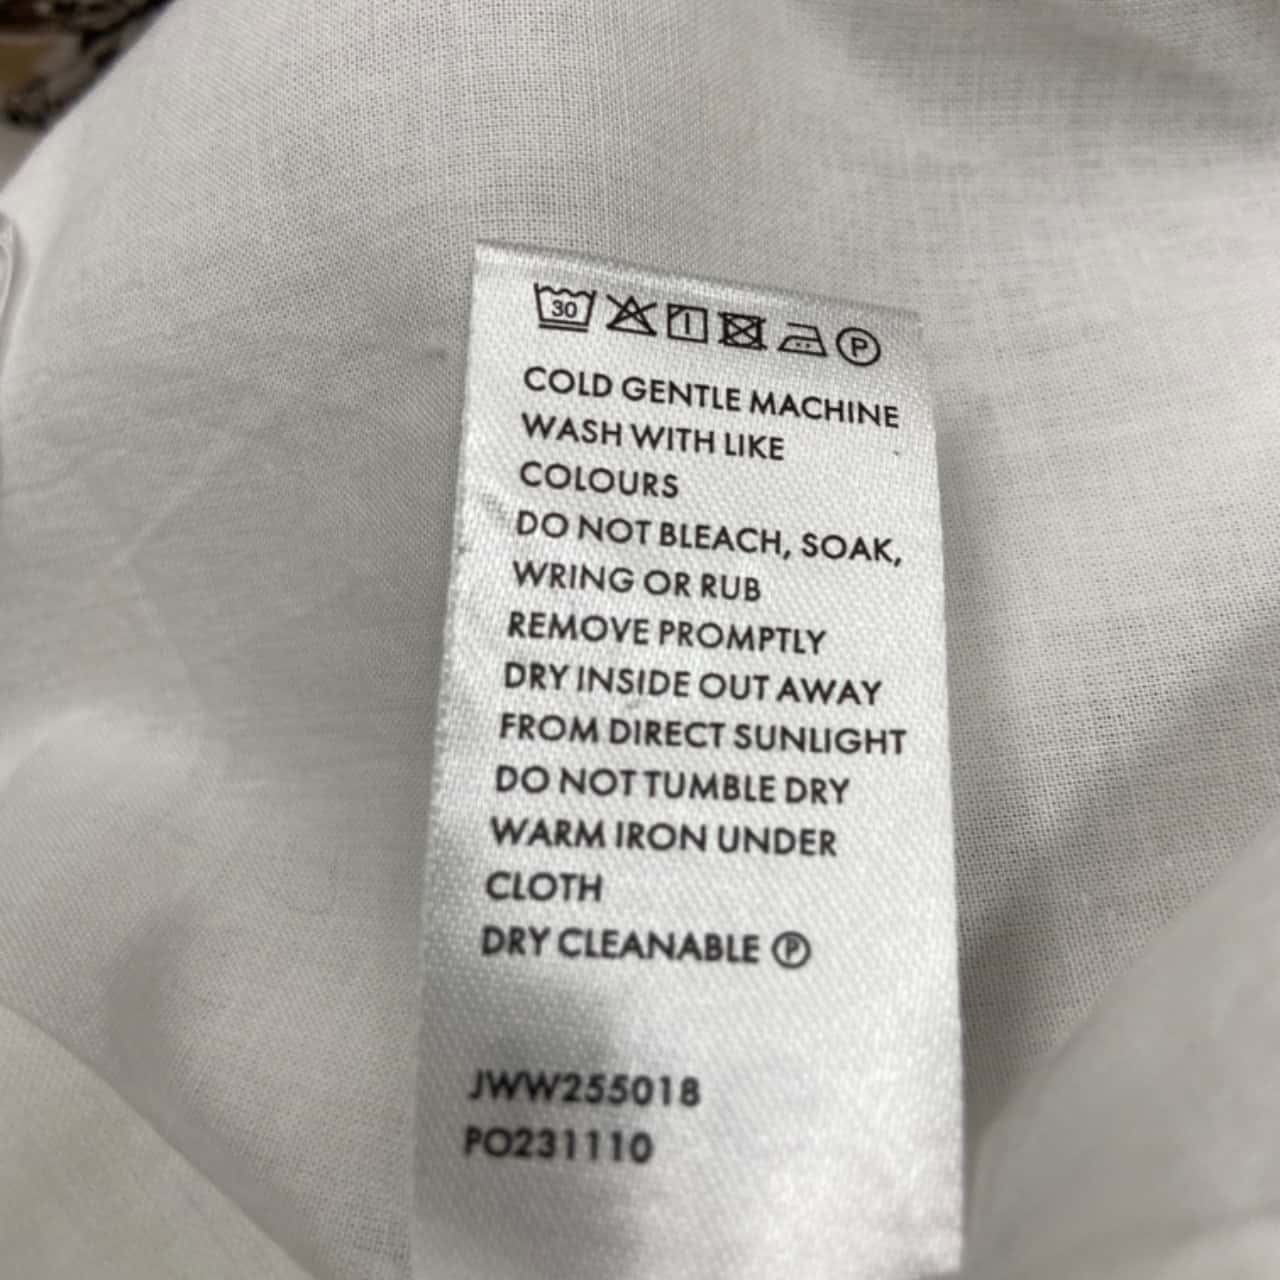 30 P
COLD GENTLE MACHINE
WASH WITH LIKE
COLOURS
DO NOT BLEACH, SOAK,
WRING OR RUB
REMOVE PROMPTLY
DRY INSIDE OUT AWAY
FROM DIRECT SUNLIGHT
DO NOT TUMBLE DRY
WARM IRON UNDER
CLOTH
DRY CLEANABLE Ⓟ
JWW255018
PO231110